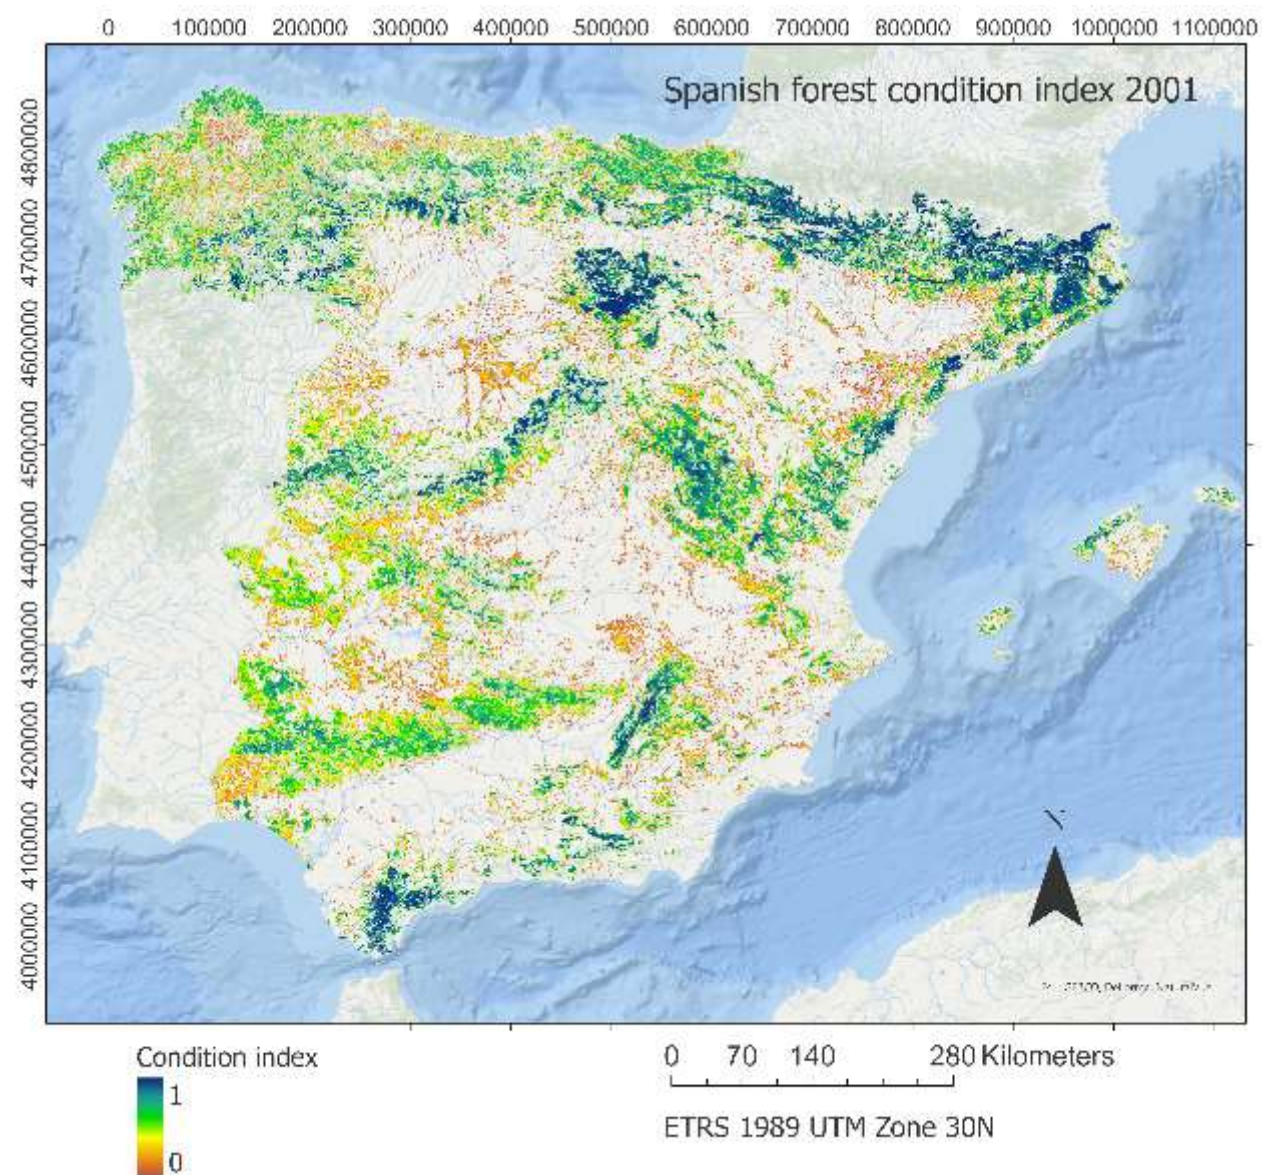 0 100000 200000 300000 400000 500000 600000 700000 800000 900000 1000000 1100000
Spanish forest condition index 2001
4800000
4700000
4600000
4500000
4400000
4300000
4200000
4100000
4000000
Condition index
1
0
0 70 140 280 Kilometers
ETRS 1989 UTM Zone 30N